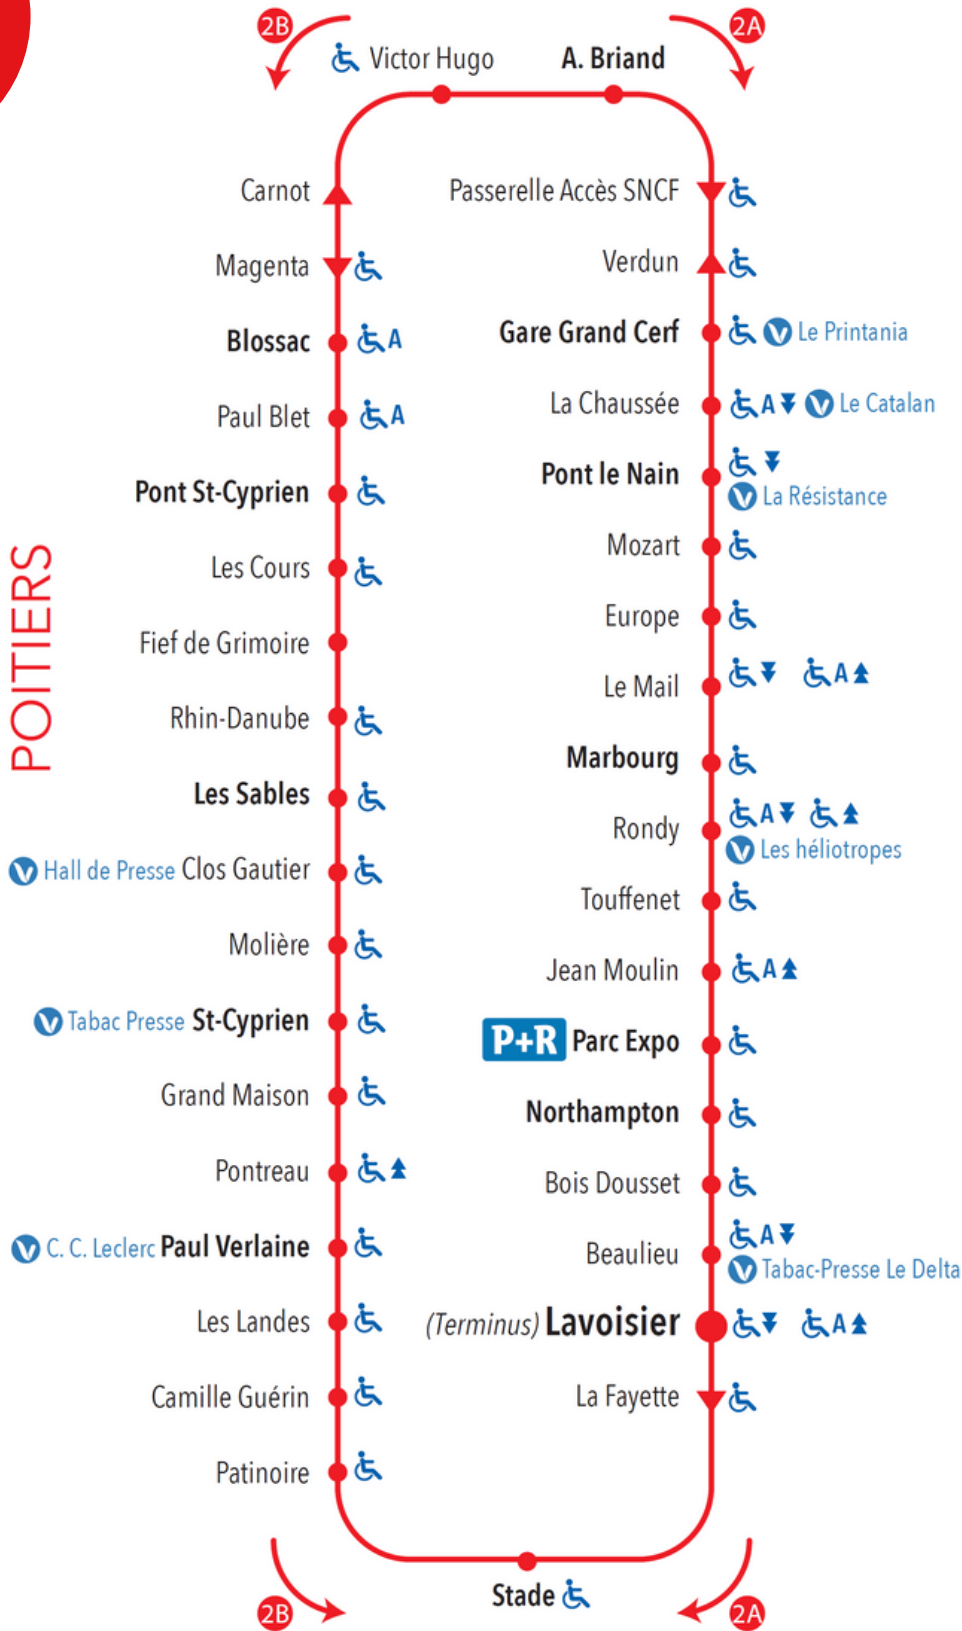 2B
2A
Victor Hugo
A. Briand
Carnot
Magenta
Blossac
A
Paul Blet
A
Pont St-Cyprien
Les Cours
Fief de Grimoire
Rhin-Danube
Les Sables
V Hall de Presse Clos Gautier
Molière
V Tabac Presse St-Cyprien
Grand Maison
Pontreau
V C. C. Leclerc Paul Verlaine
Les Landes
Camille Guérin
Patinoire
POITIERS
Passerelle Accès SNCF
Verdun
Gare Grand Cerf
V Le Printania
La Chaussée
A V Le Catalan
Pont le Nain
V La Résistance
Mozart
Europe
Le Mail
A
Marbourg
Rondy
A
V Les héliotropes
Touffenet
Jean Moulin
A
P+R Parc Expo
Northampton
Bois Dousset
Beaulieu
A
V Tabac-Presse Le Delta
(Terminus) Lavoisier
A
La Fayette
Stade
2B
2A